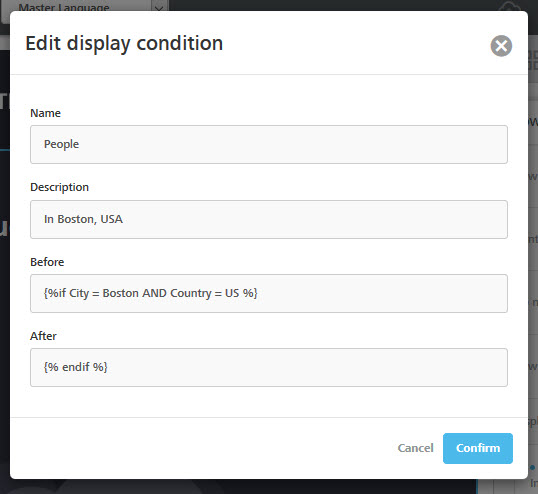 Master Language
Edit display condition
Name
People
Description
In Boston, USA
Before
{%if City = Boston AND Country = US %}
After
{% endif %}
Cancel Confirm